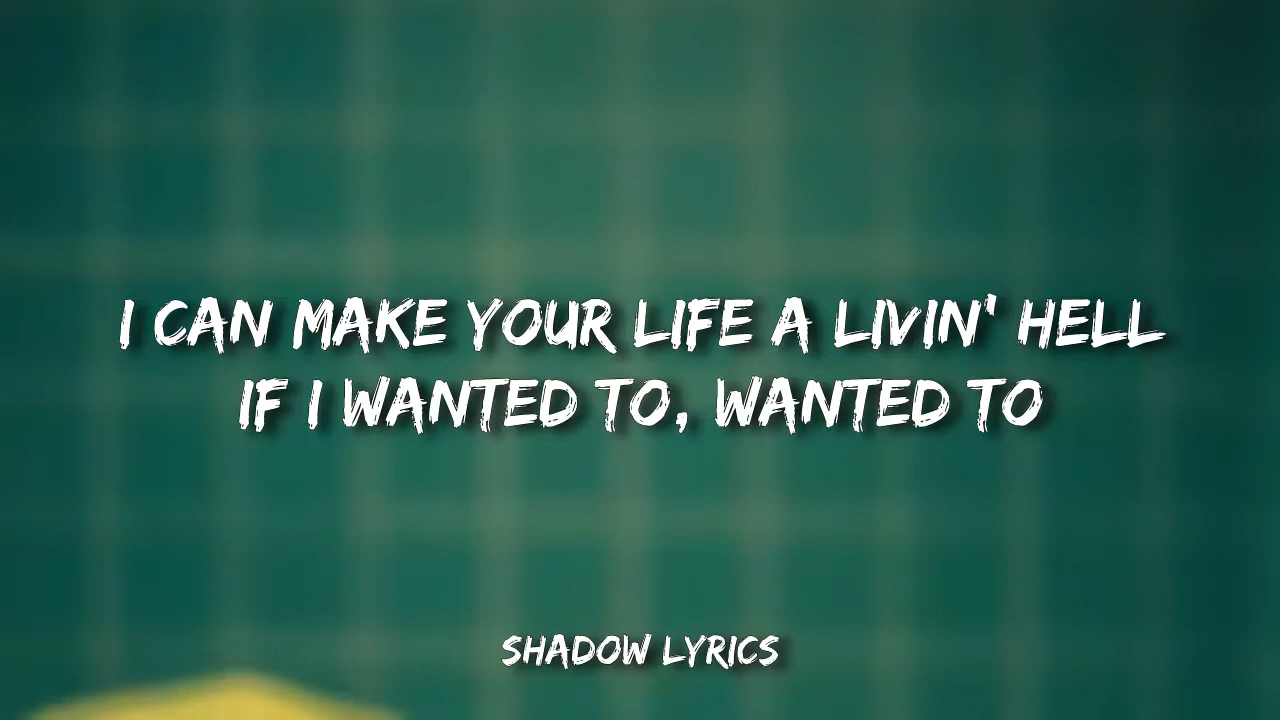 I CAN MAKE YOUR LIFE A LIVIN' HELL
IF I WANTED TO, WANTED TO
SHADOW LYRICS